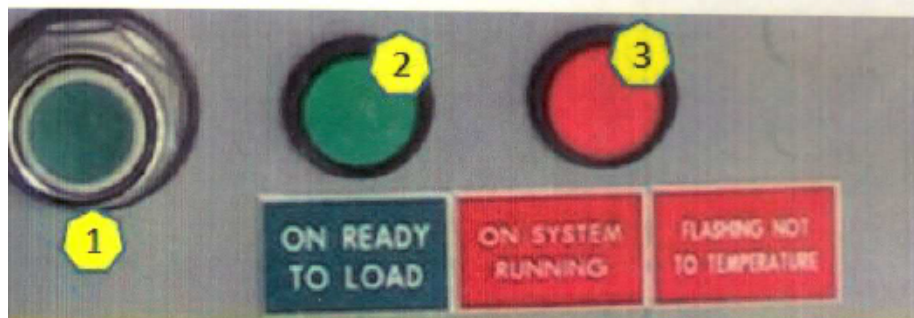 2
3
1
ON READY
TO LOAD
ON SYSTEM
RUNNING
FLASHING NOT
TO TEMPERATURE